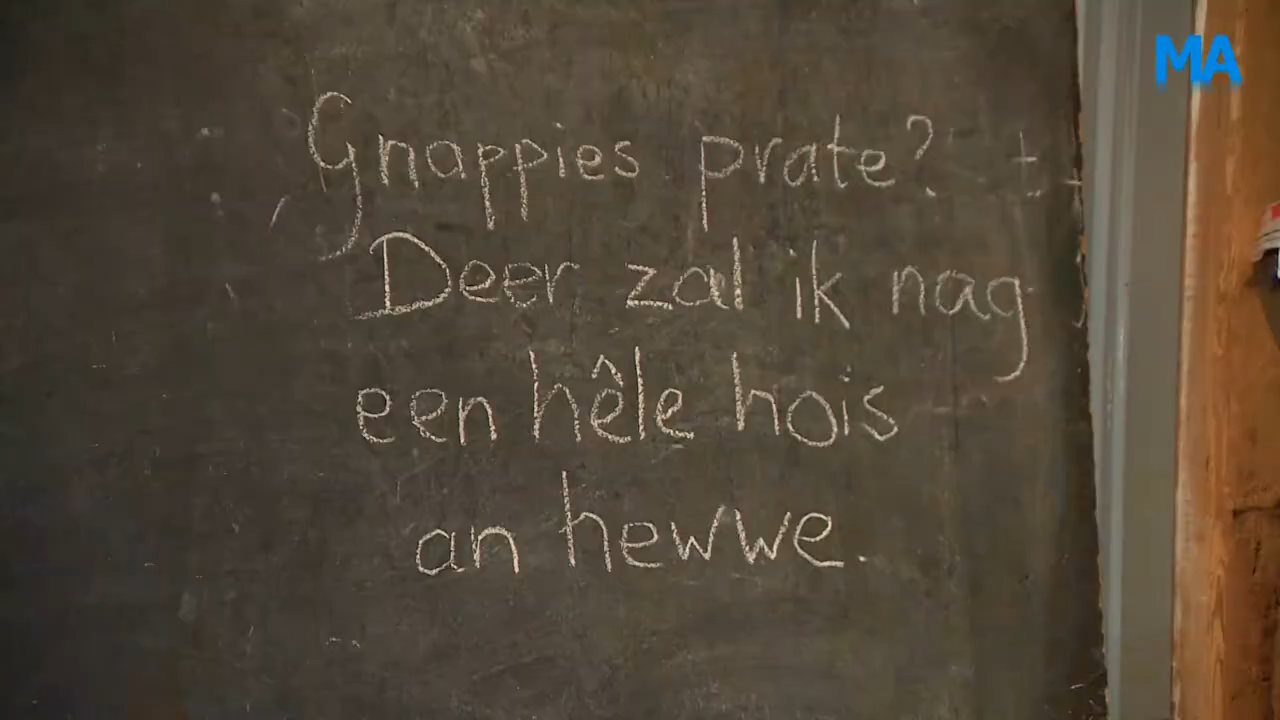 MA
Gnappies prate?
Deer zal ik nag
een hêle hois
an hewwe.